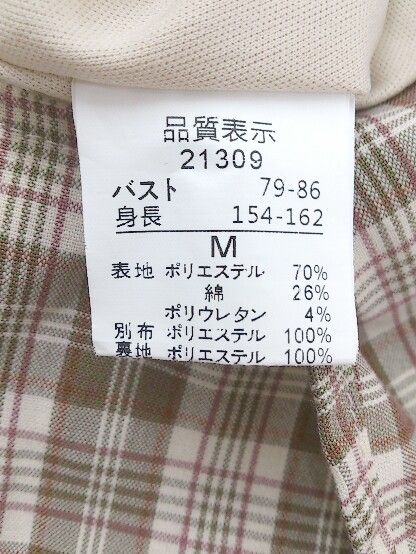 品質表示
21309
バスト 79-86
身長 154-162
M
表地 ポリエステル 70%
綿 26%
ポリウレタン 4%
別布 ポリエステル 100%
裏地 ポリエステル 100%